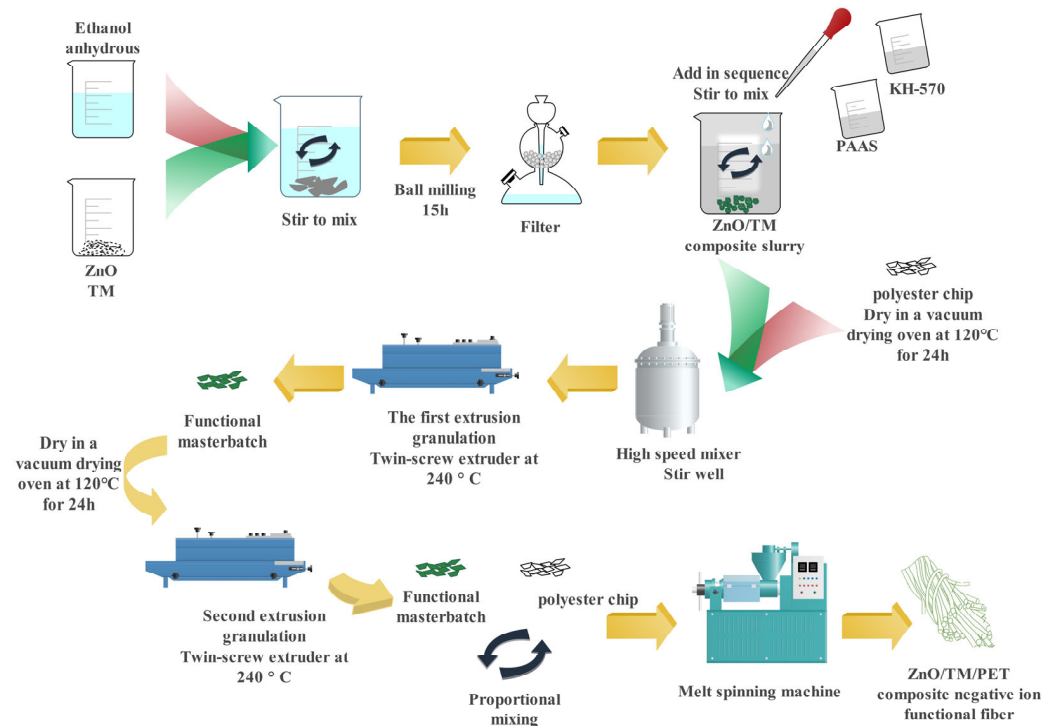 Ethanol
anhydrous
ZnO
TM
Stir to mix
Ball milling
15h
Filter
Add in sequence
Stir to mix
KH-570
PAAS
ZnO/TM
composite slurry
polyester chip
Dry in a vacuum
drying oven at 120°C
for 24h
High speed mixer
Stir well
The first extrusion
granulation
Twin-screw extruder at
240 ° C
Functional
masterbatch
Dry in a
vacuum drying
oven at 120°C
for 24h
Second extrusion
granulation
Twin-screw extruder at
240 ° C
Functional
masterbatch
polyester chip
Proportional
mixing
Melt spinning machine
ZnO/TM/PET
composite negative ion
functional fiber